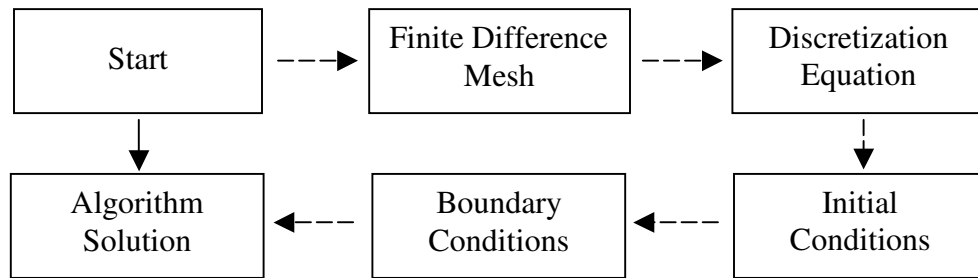 Start
Finite Difference
Mesh
Discretization
Equation
Algorithm
Solution
Boundary
Conditions
Initial
Conditions